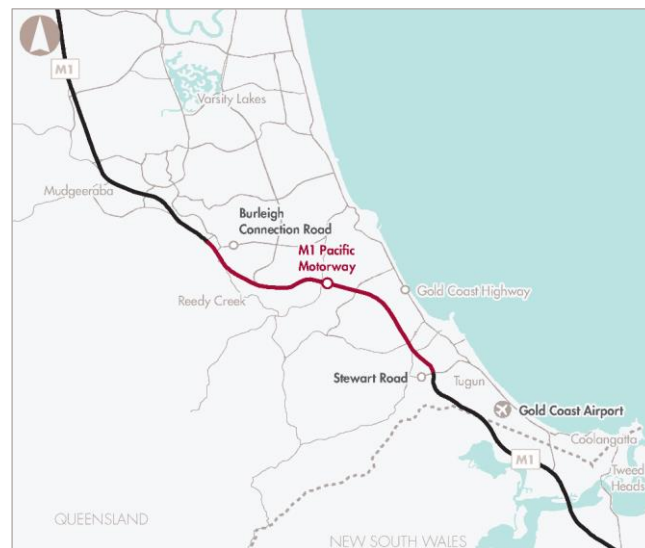 M1
Varsity Lakes
Mudgeeraba
Burleigh
Connection Road
M1 Pacific
Motorway
Reedy Creek
Gold Coast Highway
Stewart Road
Tugun
Gold Coast Airport
Coolangatta
M1
Tweed
Heads
QUEENSLAND
NEW SOUTH WALES